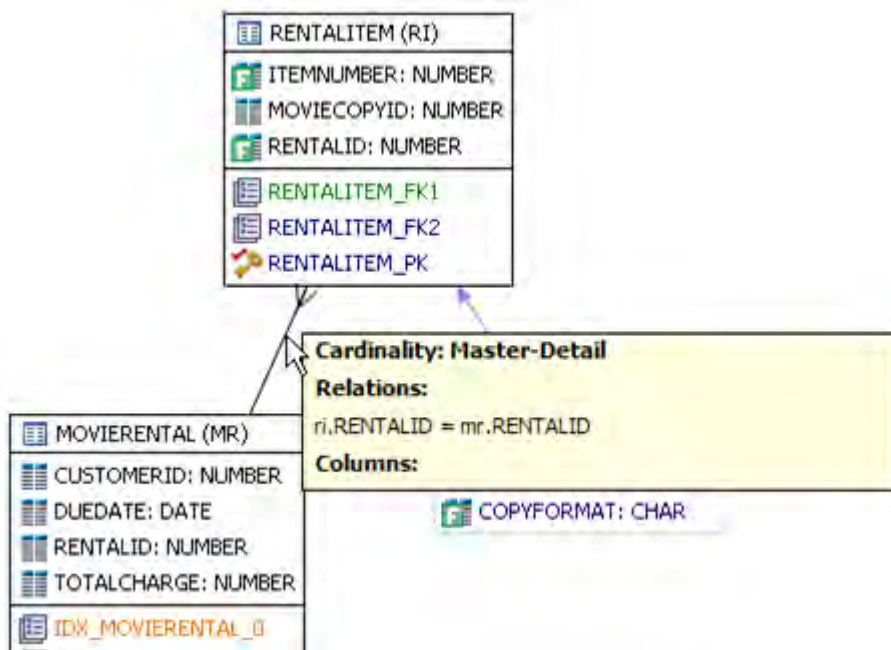 RENTALITEM (RI)
ITEMNUMBER: NUMBER
MOVIECOPYID: NUMBER
RENTALID: NUMBER
RENTALITEM_FK1
RENTALITEM_FK2
RENTALITEM_PK
Cardinality: Master-Detail
Relations:
ri.RENTALID = mr.RENTALID
Columns:
MOVIERENTAL (MR)
CUSTOMERID: NUMBER
DUEDATE: DATE
RENTALID: NUMBER
TOTALCHARGE: NUMBER
COPYFORMAT: CHAR
IDX_MOVIERENTAL_0